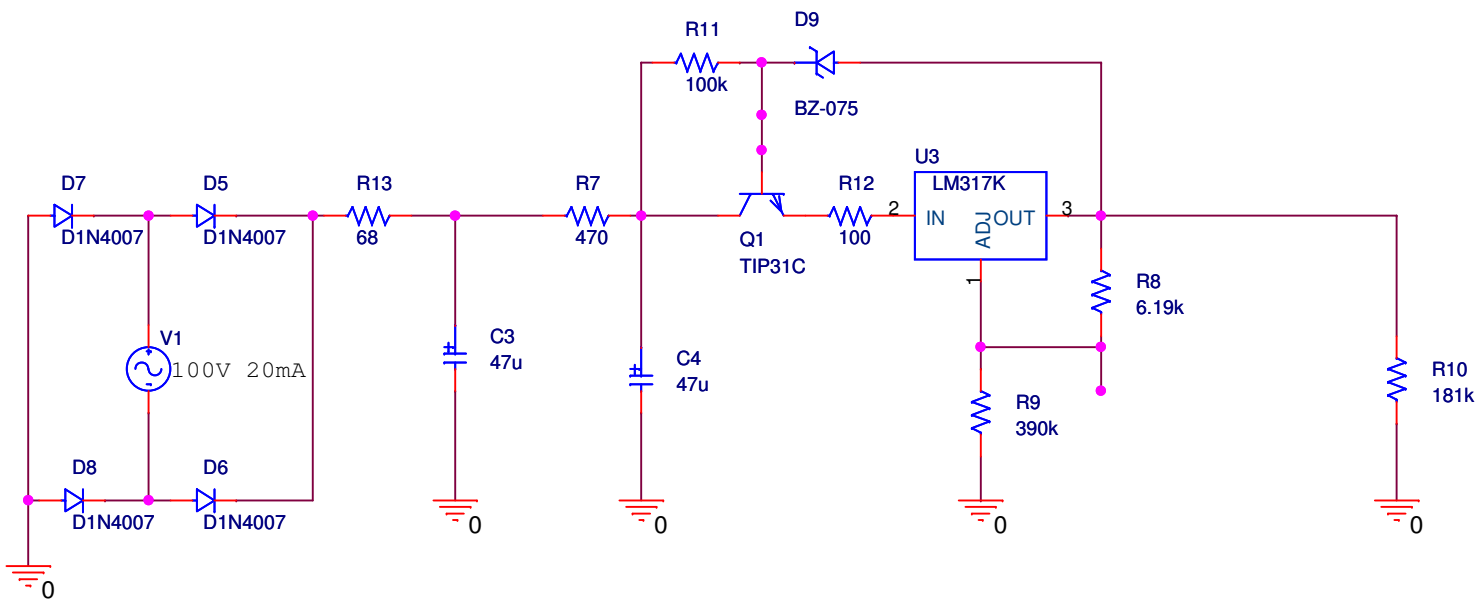 D9
R11
100k
BZ-075
U3
LM317K
IN
ADJ
OUT
2
3
1
D7
D1N4007
D5
D1N4007
R13
68
R7
470
Q1
TIP31C
R12
100
R8
6.19k
V1
100V 20mA
C3
47u
C4
47u
R9
390k
R10
181k
D8
D1N4007
D6
D1N4007
0
0
0
0
0